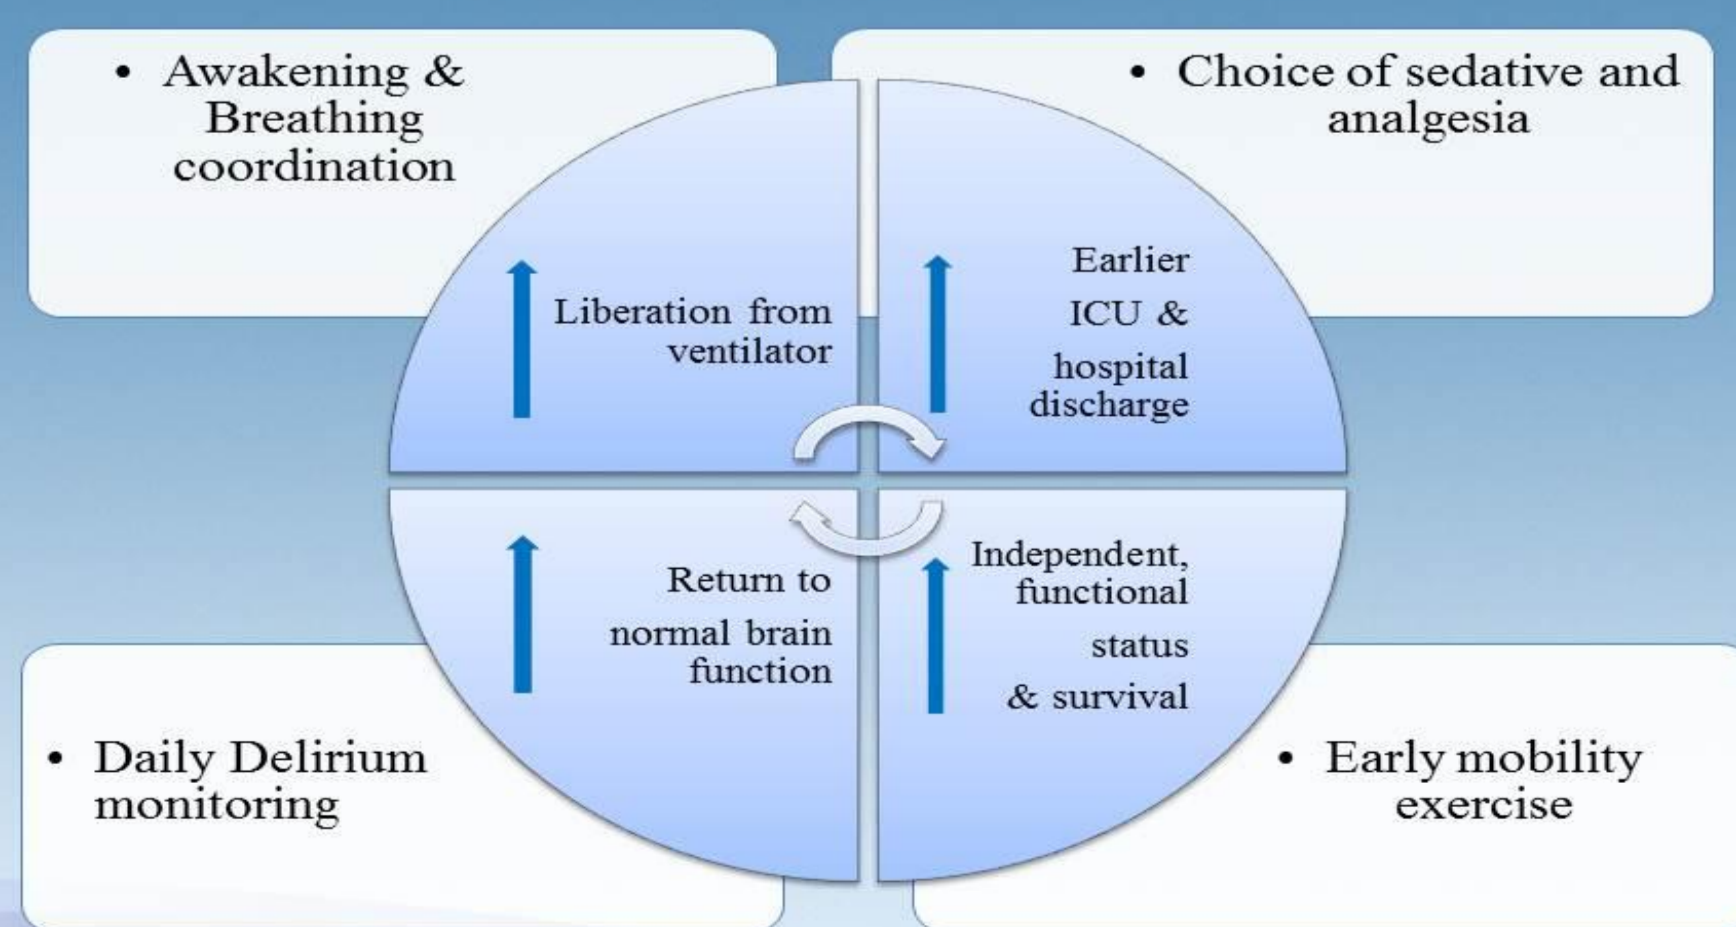 • Awakening &
Breathing
coordination
• Choice of sedative and
analgesia
Liberation from
ventilator
Earlier
ICU &
hospital
discharge
Return to
normal brain
function
Independent,
functional
status
& survival
• Daily Delirium
monitoring
• Early mobility
exercise